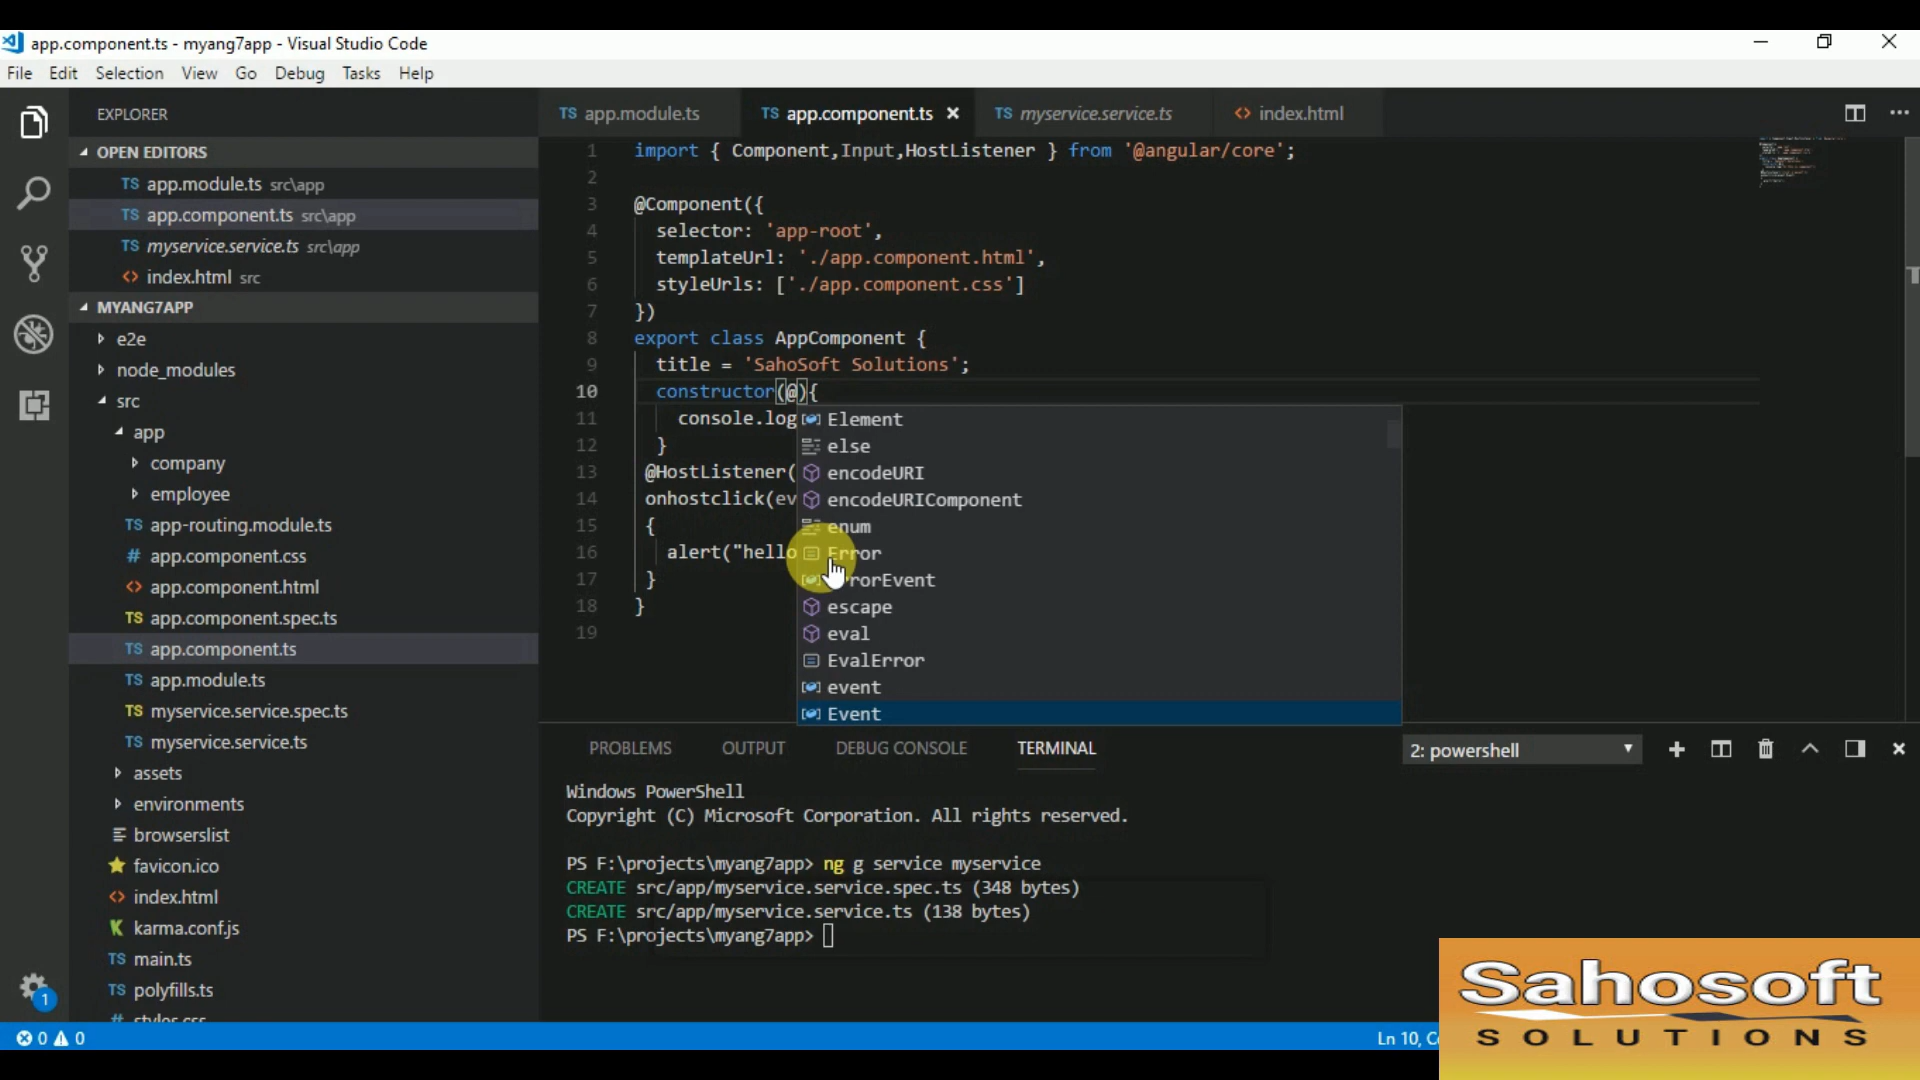 app.component.ts - myang7app - Visual Studio Code
File Edit Selection View Go Debug Tasks Help
EXPLORER
OPEN EDITORS
TS app.module.ts src\app
TS app.component.ts src\app
TS myservice.service.ts src\app
<> index.html src
MYANG7APP
e2e
node_modules
src
app
company
employee
TS app-routing.module.ts
# app.component.css
<> app.component.html
TS app.component.spec.ts
TS app.component.ts
TS app.module.ts
TS myservice.service.spec.ts
TS myservice.service.ts
assets
environments
browserslist
favicon.ico
<> index.html
K karma.conf.js
TS main.ts
TS polyfills.ts
# styles.css
1
TS app.module.ts TS app.component.ts × TS myservice.service.ts <> index.html
1 import { Component,Input,HostListener } from '@angular/core';
2
3 @Component({
4 selector: 'app-root',
5 templateUrl: './app.component.html',
6 styleUrls: ['./app.component.css']
7 })
8 export class AppComponent {
9 title = 'SahoSoft Solutions';
10 constructor(@){
11 console.log
12 }
13 @HostListener(
14 onhostclick(ev
15 {
16 alert("hello
17 }
18 }
19
Element
else
encodeURI
encodeURIComponent
enum
Error
rorEvent
escape
eval
EvalError
event
Event
PROBLEMS OUTPUT DEBUG CONSOLE TERMINAL 2: powershell
Windows PowerShell
Copyright (C) Microsoft Corporation. All rights reserved.
PS F:\projects\myang7app> ng g service myservice
CREATE src/app/myservice.service.spec.ts (348 bytes)
CREATE src/app/myservice.service.ts (138 bytes)
PS F:\projects\myang7app>
0 0
Ln 10, C
Sahosoft
SOLUTIONS